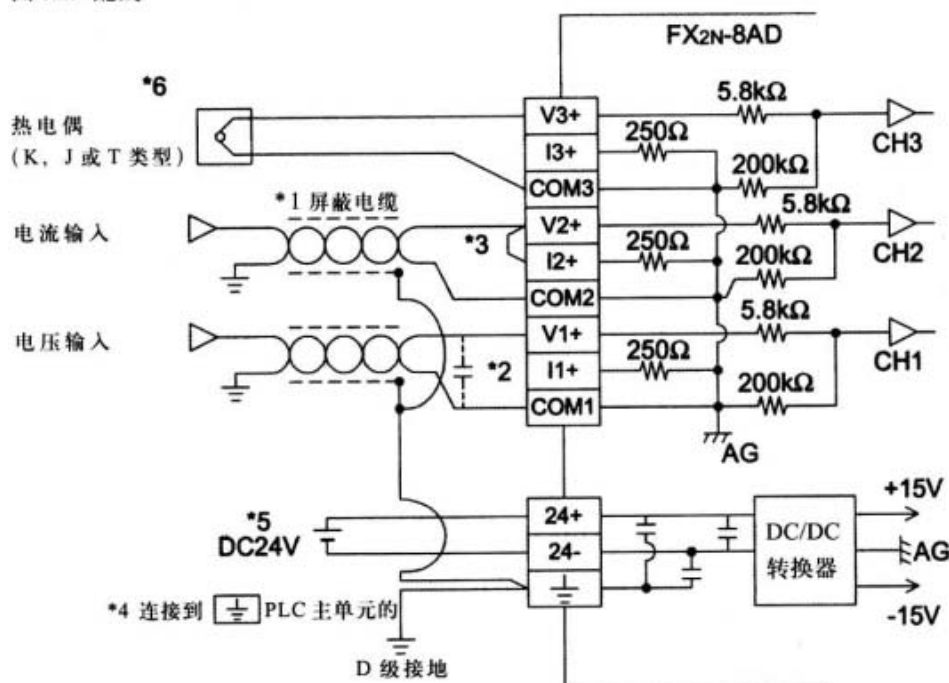 FX2N-8AD
*6
热电偶
(K，J或T类型)
V3+
5.8kΩ
CH3
I3+
250Ω
COM3
200kΩ
*1屏蔽电缆
电流输入
*3
V2+
5.8kΩ
CH2
I2+
250Ω
200kΩ
COM2
电压输入
V1+
5.8kΩ
CH1
*2
I1+
250Ω
COM1
200kΩ
AG
*5
DC24V
24+
24-
DC/DC
转换器
+15V
AG
-15V
*4 连接到 PLC 主单元的
D 级接地